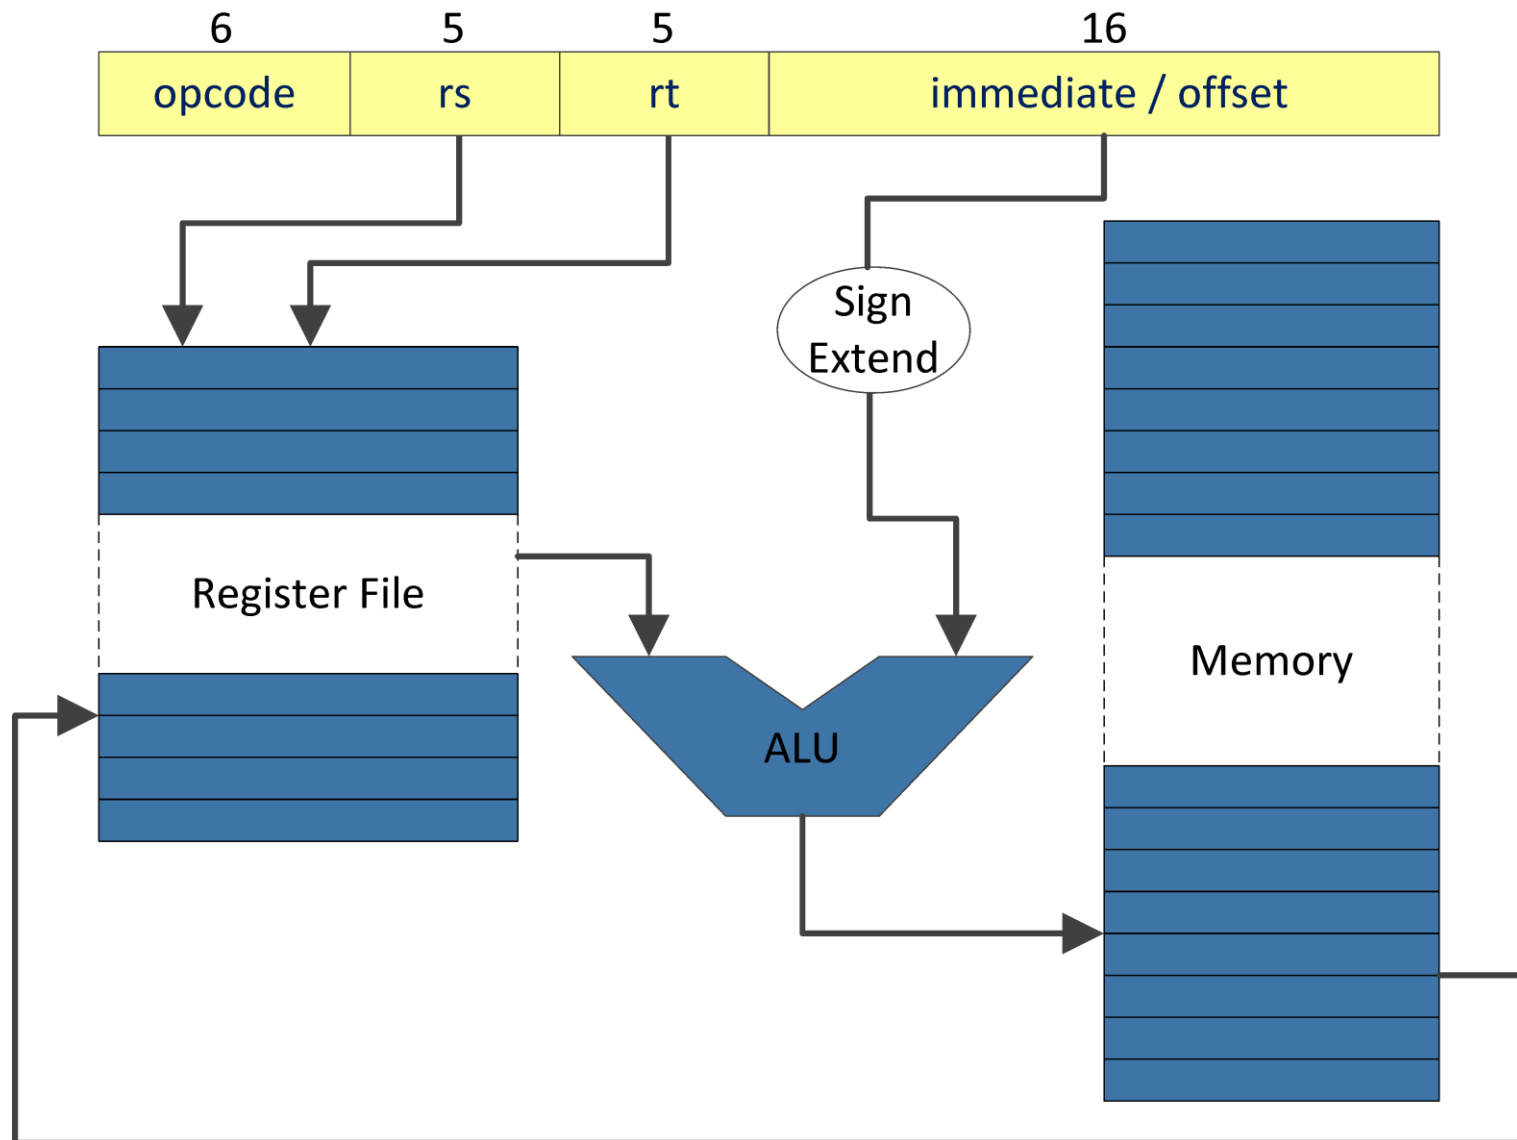 6 5 5 16
opcode rs rt immediate / offset
Sign
Extend
Register File
Memory
ALU